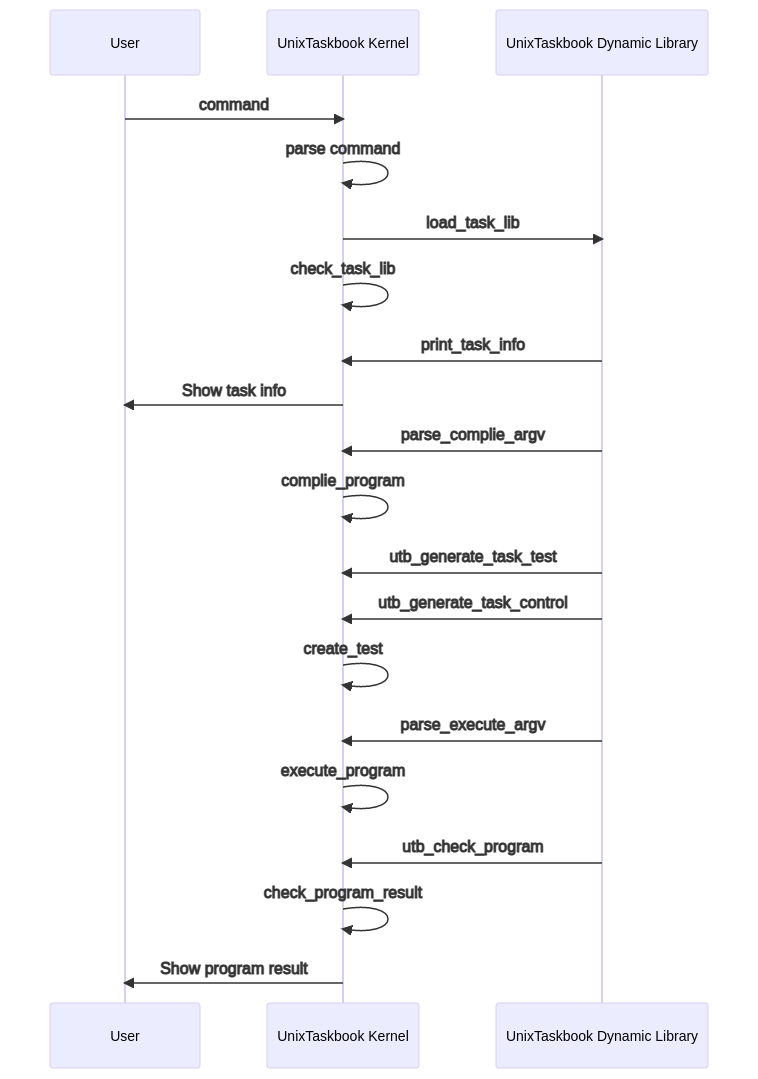 User
UnixTaskbook Kernel
UnixTaskbook Dynamic Library
command
parse command
load_task_lib
check_task_lib
print_task_info
Show task info
parse_complie_argv
complie_program
utb_generate_task_test
utb_generate_task_control
create_test
parse_execute_argv
execute_program
utb_check_program
check_program_result
Show program result
User
UnixTaskbook Kernel
UnixTaskbook Dynamic Library